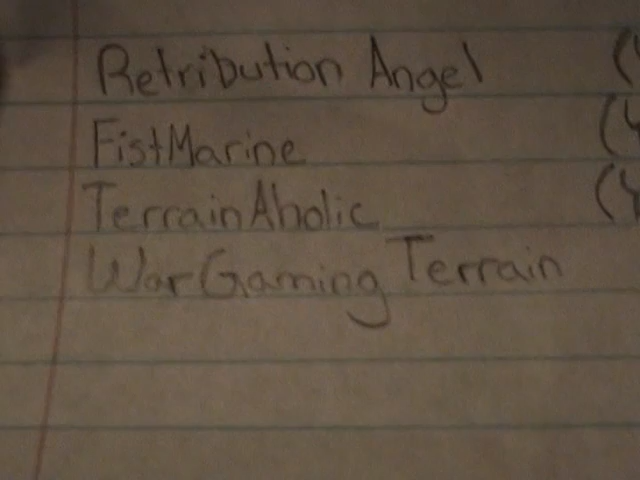 Retribution Angel (
FistMarine (
TerrainAholic (
WarGaming Terrain